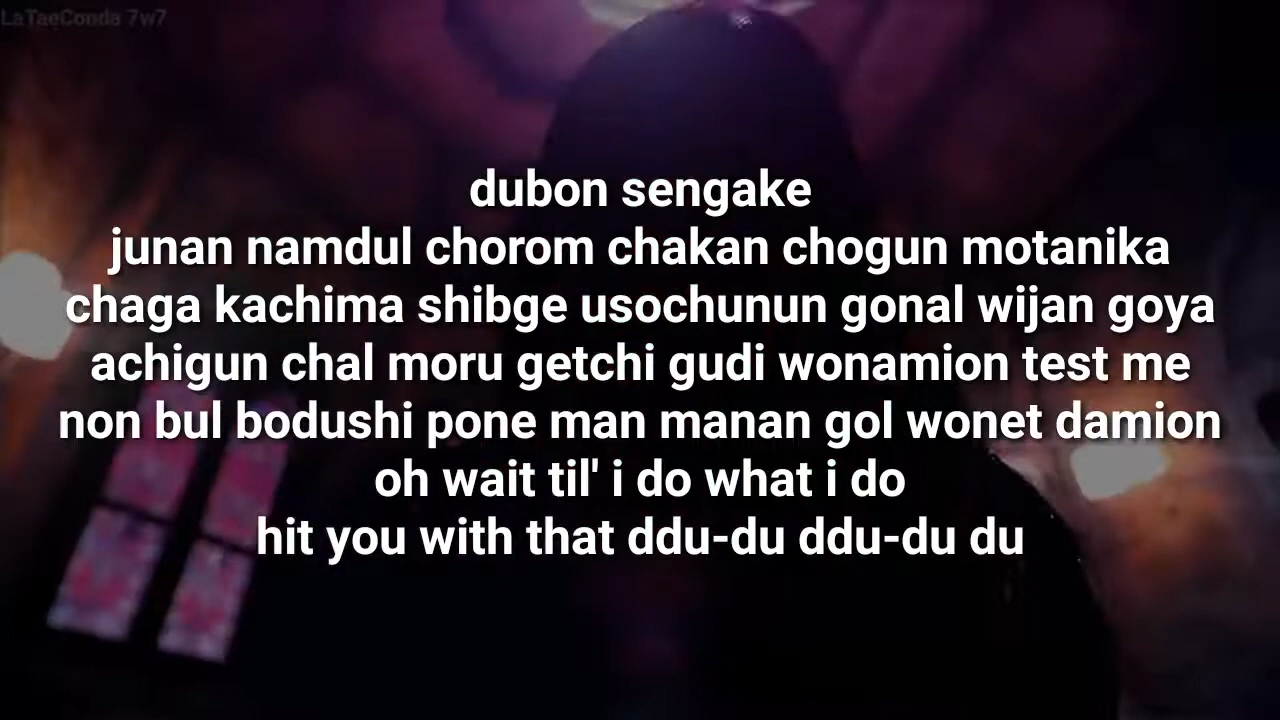 LaTaeConda 7w7
dubon sengake
junan namdul chorom chakan chogun motanika
chaga kachima shibge usochunun gonal wijan goya
achigun chal moru getchi gudi wonamion test me
non bul bodushi pone man manan gol wonet damion
oh wait til' i do what i do
hit you with that ddu-du ddu-du du